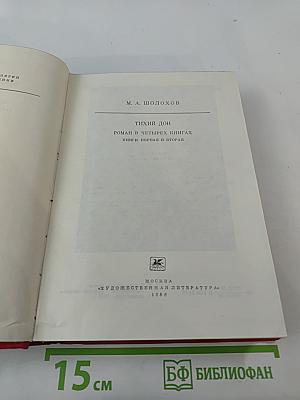 М. А. ШОЛОХОВ
ТИХИЙ ДОН
РОМАН В ЧЕТЫРЕХ КНИГАХ
КНИГИ ПЕРВАЯ И ВТОРАЯ
МОСКВА
«ХУДОЖЕСТВЕННАЯ ЛИТЕРАТУРА»
15 см
БФ БИБЛИОФАН